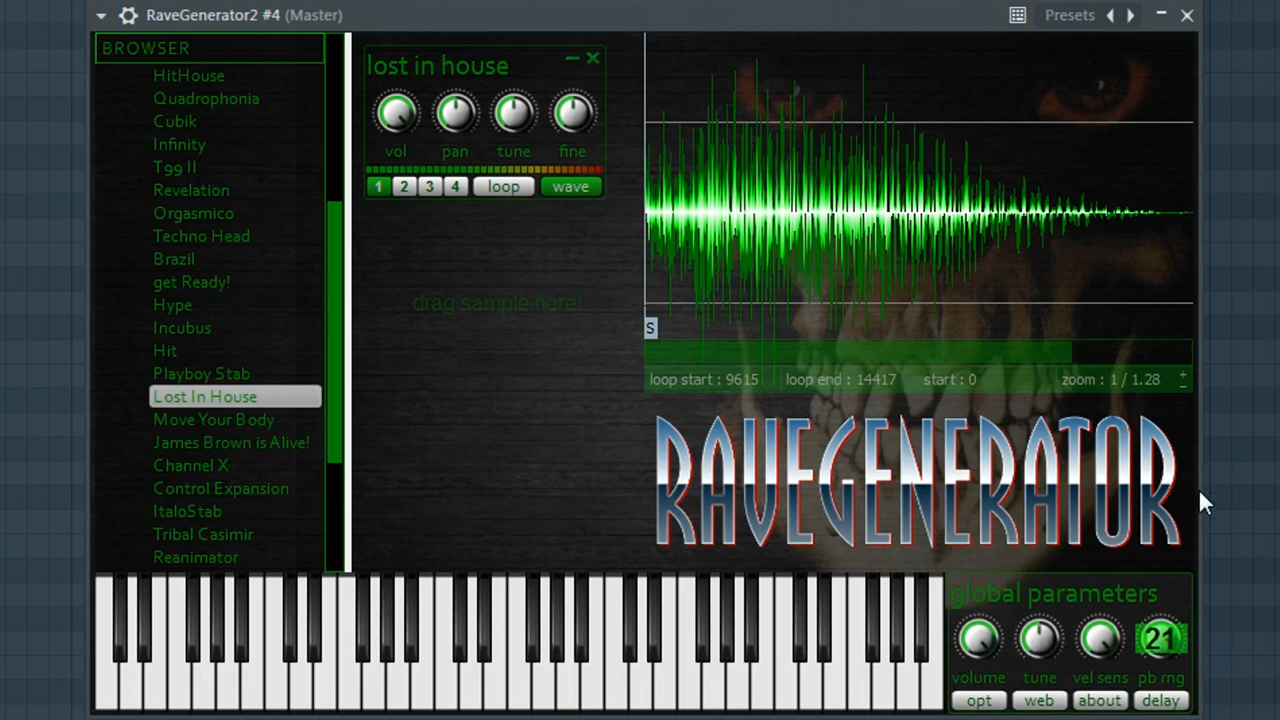 RaveGenerator2 #4 (Master)
Presets
BROWSER
HitHouse
Quadrophonia
Cubik
Infinity
Tgg II
Revelation
Orgasmico
Techno Head
Brazil
get Ready!
Hype
Incubus
Hit
Playboy Stab
Lost In House
Move Your Body
James Brown is Alive!
Channel X
Control Expansion
ItaloStab
Tribal Casimir
Reanimator
lost in house
vol pan tune fine
1 2 3 4 loop wave
drag sample here!
S
loop start : 9615 loop end : 14417 start : 0 zoom : 1 / 1.28
RAVEGENERATOR
global parameters
21
volume tune vel sens pb rng
opt web about delay